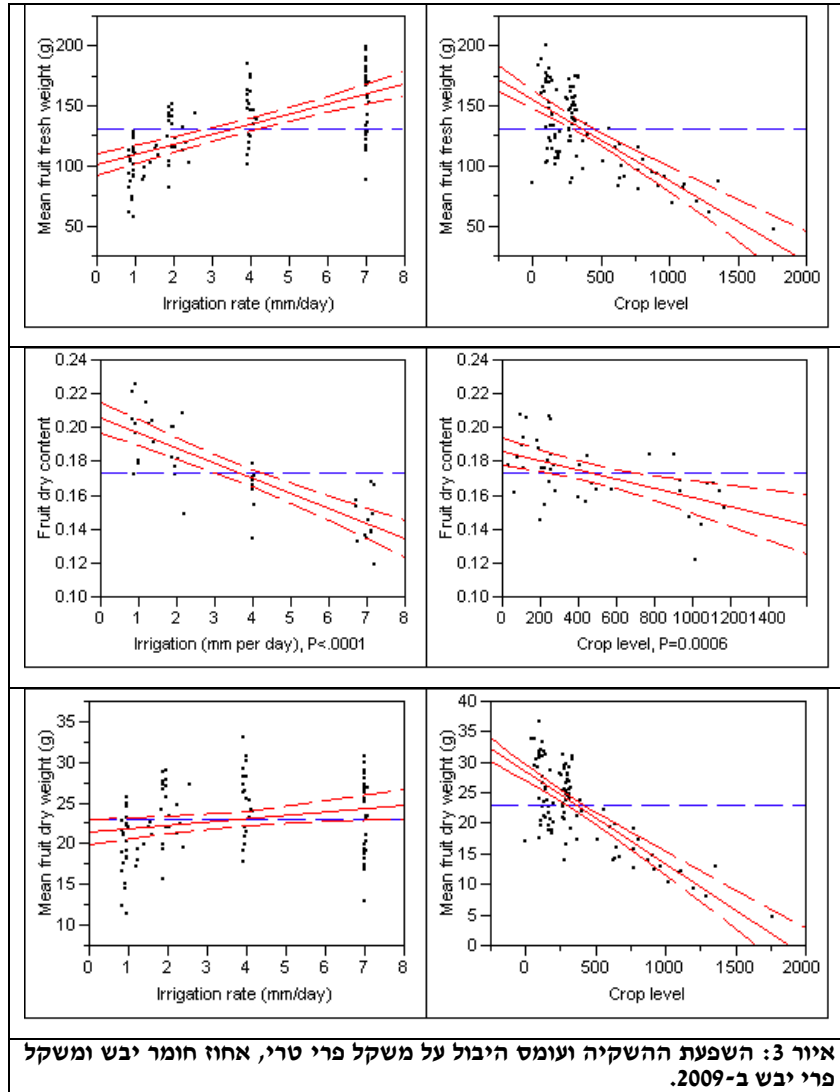 Mean fruit fresh weight (g)
200
150
100
50
0 1 2 3 4 5 6 7 8
Irrigation rate (mm/day)
Mean fruit fresh weight (g)
200
150
100
50
0 500 1000 1500 2000
Crop level
Fruit dry content
0.24
0.22
0.20
0.18
0.16
0.14
0.12
0.10
0 1 2 3 4 5 6 7 8
Irrigation (mm per day), P<.0001
Fruit dry content
0.24
0.22
0.20
0.18
0.16
0.14
0.12
0.10
0 200 400 600 800 1000 1200 1400
Crop level, P=0.0006
Mean fruit dry weight (g)
35
30
25
20
15
10
0 1 2 3 4 5 6 7 8
Irrigation rate (mm/day)
Mean fruit dry weight (g)
40
35
30
25
20
15
10
5
0
0 500 1000 1500 2000
Crop level
איור 3: השפעת ההשקיה ועומס היבול על משקל פרי טרי, אחוז חומר יבש ומשקל
פרי יבש ב-2009.